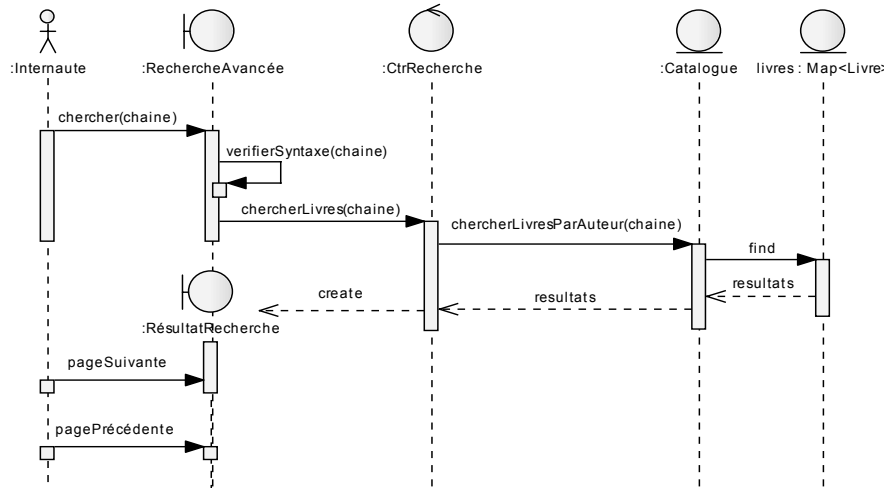 :Internaute
:RechercheAvancée
:CtrRecherche
:Catalogue
livres : Map<Livre>
chercher(chaine)
verifierSyntaxe(chaine)
chercherLivres(chaine)
chercherLivresParAuteur(chaine)
find
resultats
resultats
create
:RésultatRecherche
pageSuivante
pagePrécédente